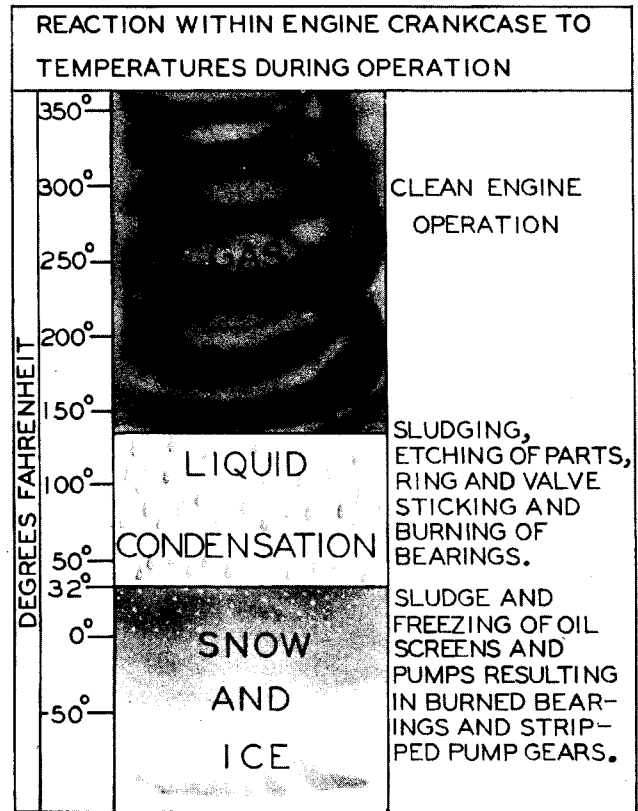 REACTION WITHIN ENGINE CRANKCASE TO
TEMPERATURES DURING OPERATION
DEGREES FAHRENHEIT
350°
300°
250°
200°
150°
100°
50°
32°
0°
-50°
GAS
LIQUID
CONDENSATION
SNOW
AND
ICE
CLEAN ENGINE
OPERATION
SLUDGING,
ETCHING OF PARTS,
RING AND VALVE
STICKING AND
BURNING OF
BEARINGS.
SLUDGE AND
FREEZING OF OIL
SCREENS AND
PUMPS RESULTING
IN BURNED BEAR-
INGS AND STRIP-
PED PUMP GEARS.